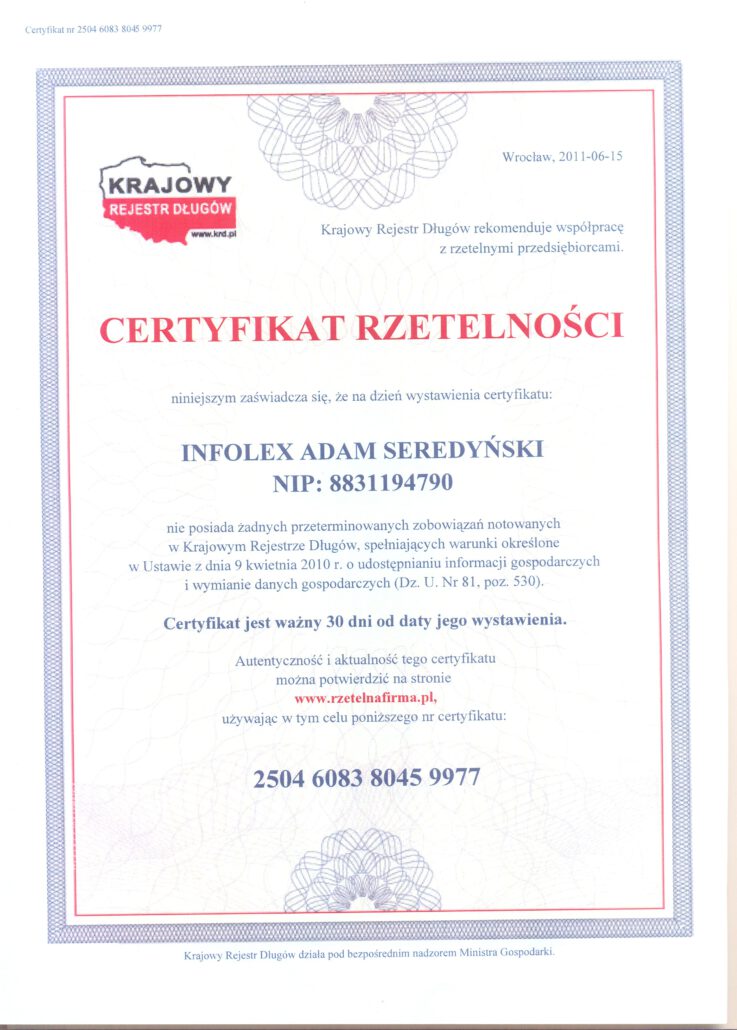 Certyfikat nr 2504 6083 8045 9977
Wrocław, 2011-06-15
KRAJOWY
REJESTR DŁUGÓW
www.krd.pl
Krajowy Rejestr Długów rekomenduje współpracę
z rzetelnymi przedsiębiorcami.
CERTYFIKAT RZETELNOŚCI
niniejszym zaświadcza się, że na dzień wystawienia certyfikatu:
INFOLEX ADAM SEREDYŃSKI
NIP: 8831194790
nie posiada żadnych przeterminowanych zobowiązań notowanych
w Krajowym Rejestrze Długów, spełniających warunki określone
w Ustawie z dnia 9 kwietnia 2010 r. o udostępnianiu informacji gospodarczych
i wymianie danych gospodarczych (Dz. U. Nr 81, poz. 530).
Certyfikat jest ważny 30 dni od daty jego wystawienia.
Autentyczność i aktualność tego certyfikatu
można potwierdzić na stronie
www.rzetelnafirma.pl,
używając w tym celu poniższego nr certyfikatu:
2504 6083 8045 9977
Krajowy Rejestr Długów działa pod bezpośrednim nadzorem Ministra Gospodarki.